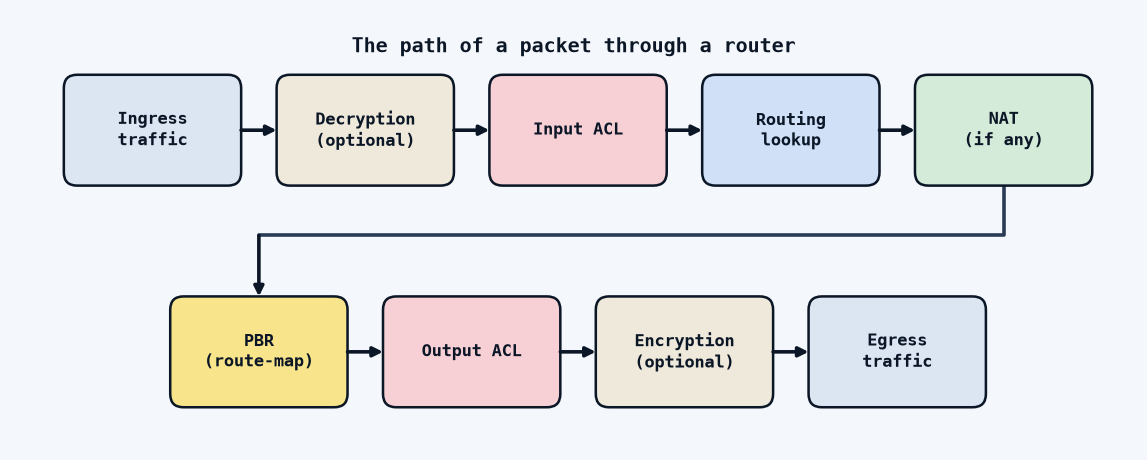 The path of a packet through a router
Ingress
traffic
Decryption
(optional)
Input ACL
Routing
lookup
NAT
(if any)
PBR
(route-map)
Output ACL
Encryption
(optional)
Egress
traffic